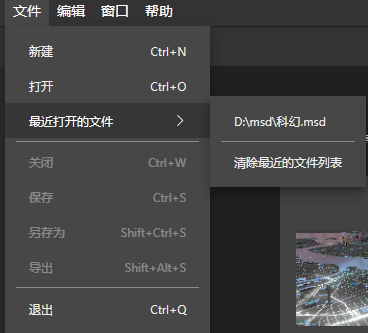 文件 编辑 窗口 帮助
新建 Ctrl+N
打开 Ctrl+O
最近打开的文件
D:\msd\科幻.msd
清除最近的文件列表
关闭 Ctrl+W
保存 Ctrl+S
另存为 Shift+Ctrl+S
导出 Shift+Alt+S
退出 Ctrl+Q